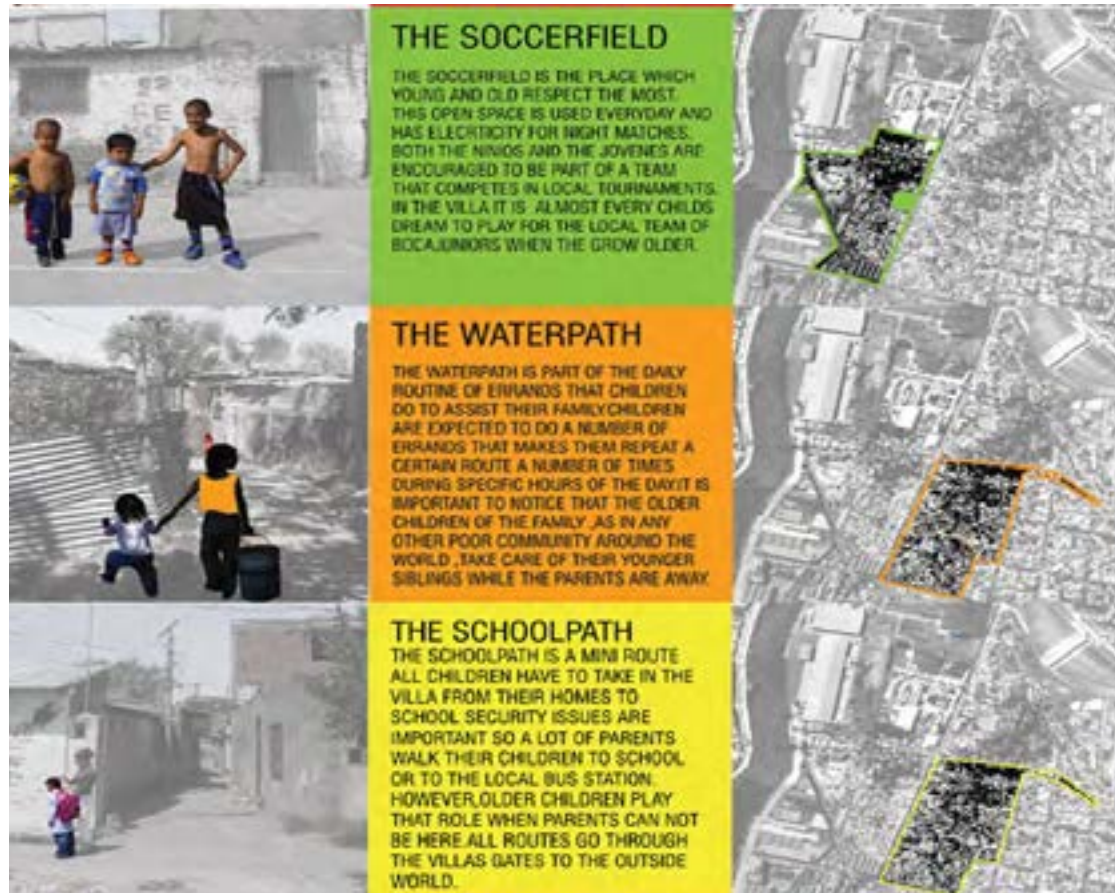 THE SOCCERFIELD
THE SOCCERFIELD IS THE PLACE WHICH
YOUNG AND OLD RESPECT THE MOST.
THIS OPEN SPACE IS USED EVERYDAY AND
HAS ELECRTICITY FOR NIGHT MATCHES.
BOTH THE NINIOS AND THE JOVENES ARE
ENCOURAGED TO BE PART OF A TEAM
THAT COMPETES IN LOCAL TOURNAMENTS.
IN THE VILLA IT IS ALMOST EVERY CHILDS
DREAM TO PLAY FOR THE LOCAL TEAM OF
BOCAJUNIORS WHEN THE GROW OLDER.
THE WATERPATH
THE WATERPATH IS PART OF THE DAILY
ROUTINE OF ERRANDS THAT CHILDREN
DO TO ASSIST THEIR FAMILY.CHILDREN
ARE EXPECTED TO DO A NUMBER OF
ERRANDS THAT MAKES THEM REPEAT A
CERTAIN ROUTE A NUMBER OF TIMES
DURING SPECIFIC HOURS OF THE DAY.IT IS
IMPORTANT TO NOTICE THAT THE OLDER
CHILDREN OF THE FAMILY ,AS IN ANY
OTHER POOR COMMUNITY AROUND THE
WORLD ,TAKE CARE OF THEIR YOUNGER
SIBLINGS WHILE THE PARENTS ARE AWAY.
THE SCHOOLPATH
THE SCHOOLPATH IS A MINI ROUTE
ALL CHILDREN HAVE TO TAKE IN THE
VILLA FROM THEIR HOMES TO
SCHOOL SECURITY ISSUES ARE
IMPORTANT SO A LOT OF PARENTS
WALK THEIR CHILDREN TO SCHOOL
OR TO THE LOCAL BUS STATION.
HOWEVER,OLDER CHILDREN PLAY
THAT ROLE WHEN PARENTS CAN NOT
BE HERE.ALL ROUTES GO THROUGH
THE VILLAS GATES TO THE OUTSIDE
WORLD.